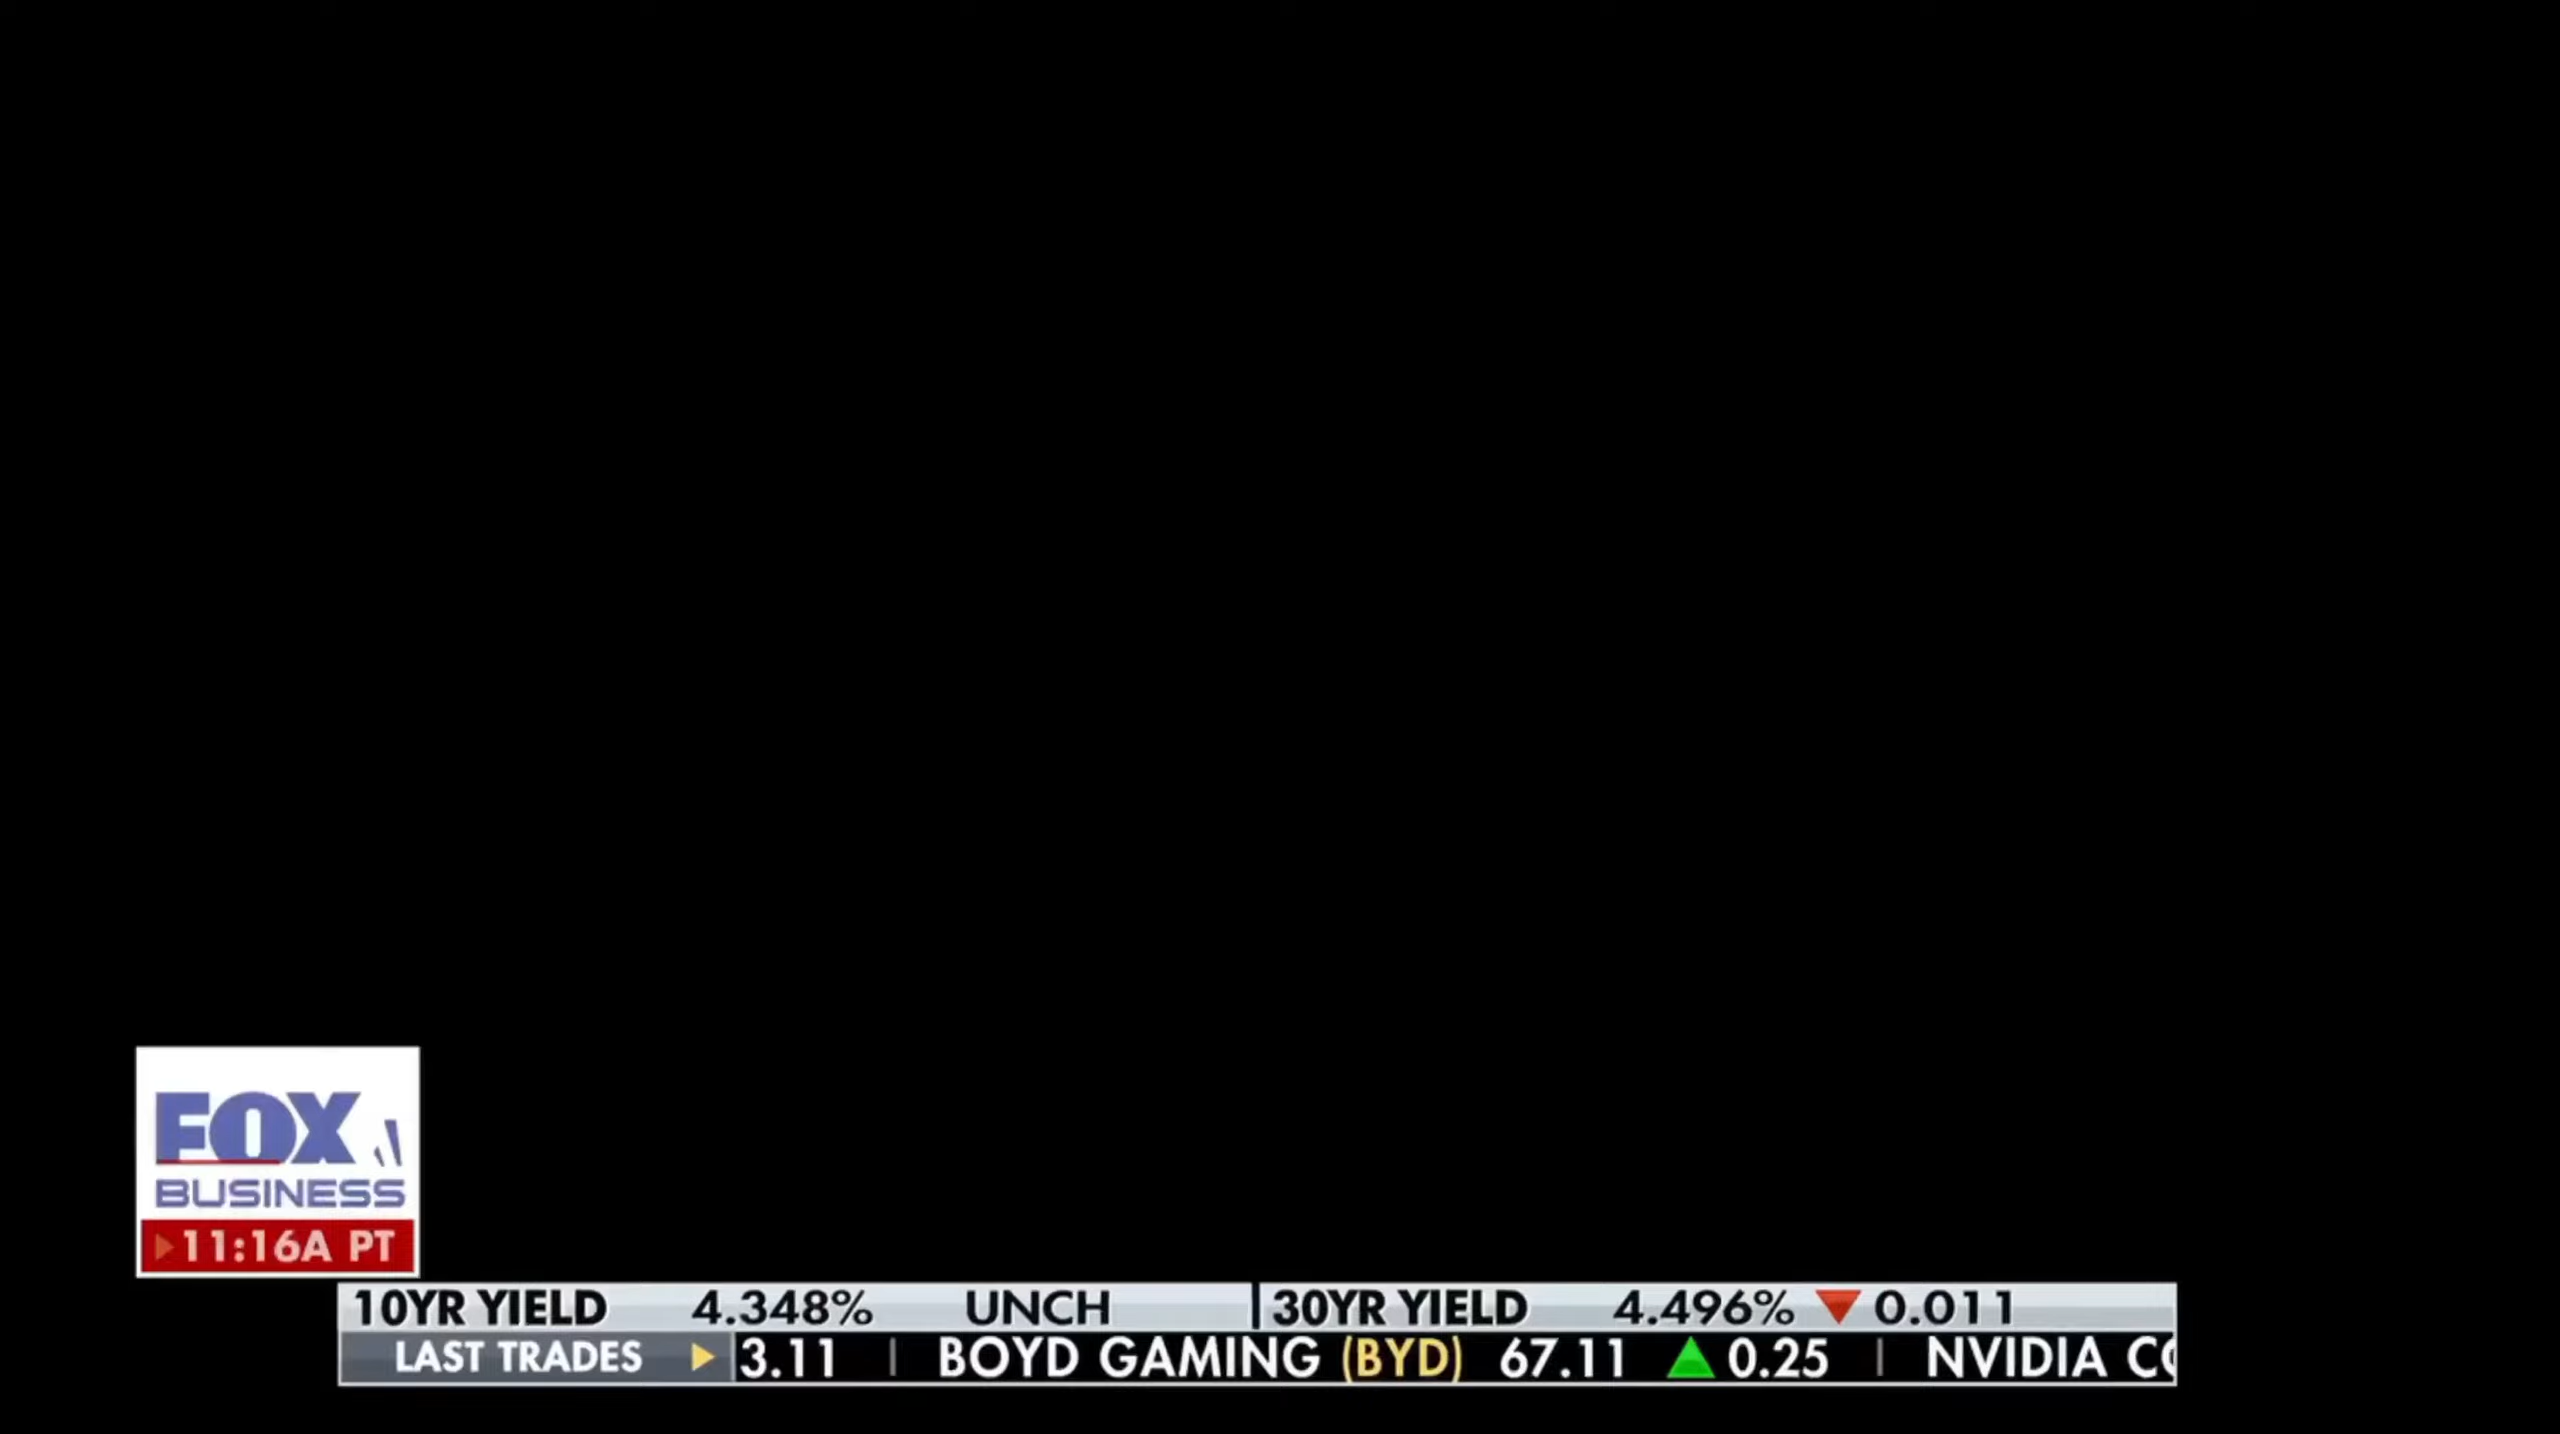 FOX
BUSINESS
11:16A PT
10YR YIELD 4.348% UNCH 30YR YIELD 4.496% ▼ 0.011
LAST TRADES 3.11 | BOYD GAMING (BYD) 67.11 ▲ 0.25 | NVIDIA